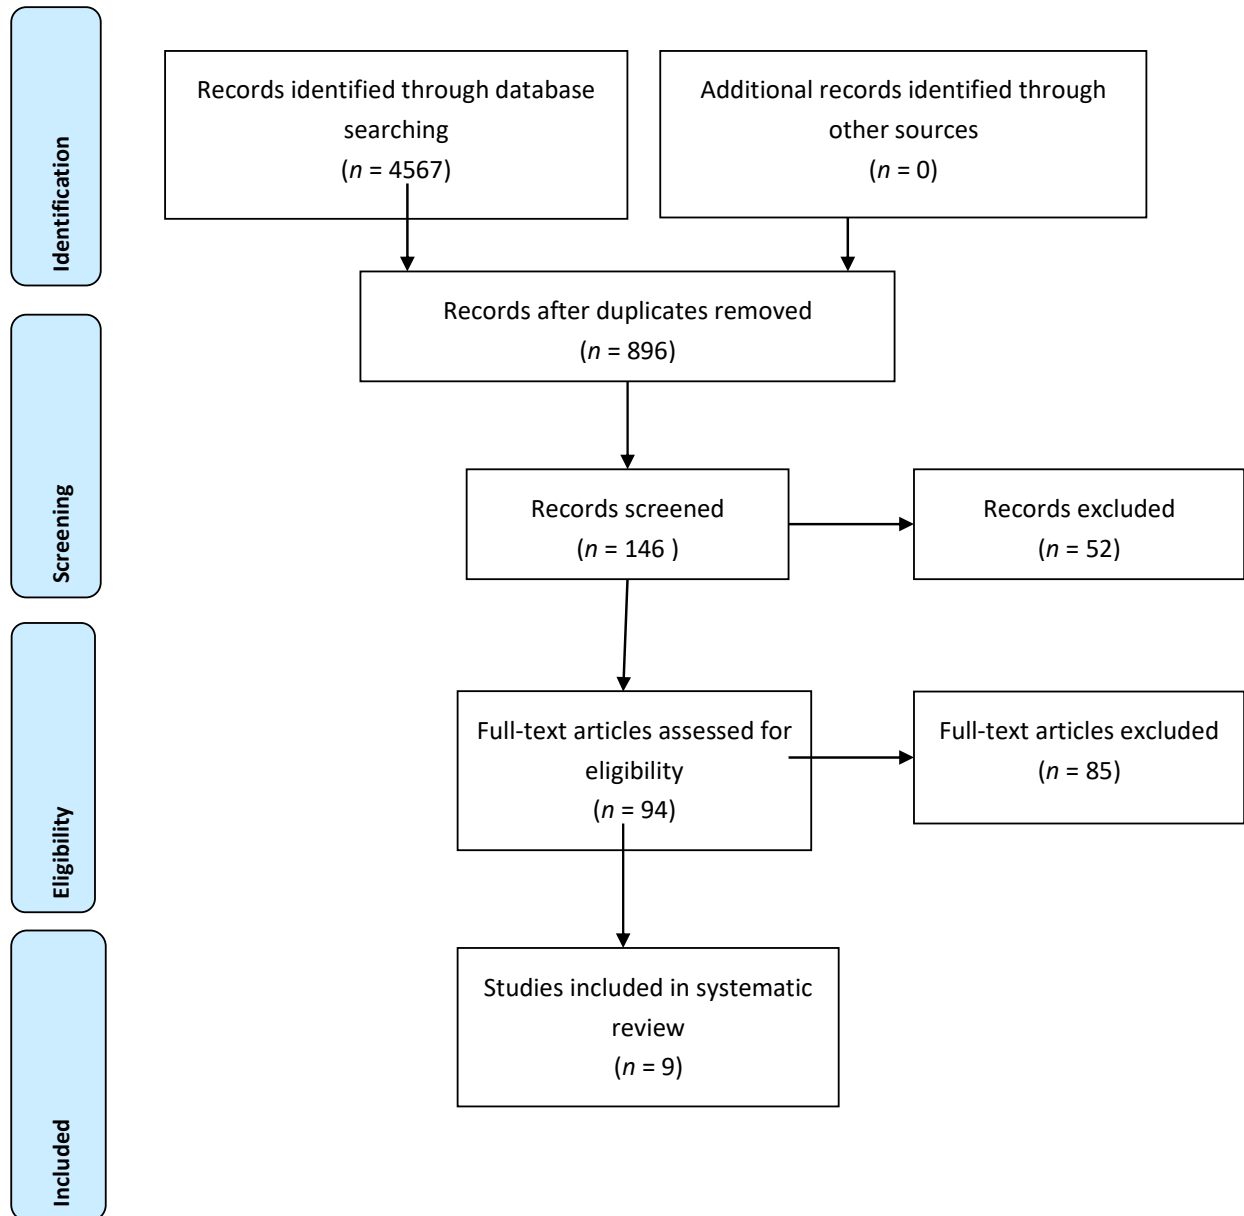 Identification
Records identified through database
searching
(n = 4567)
Additional records identified through
other sources
(n = 0)
Records after duplicates removed
(n = 896)
Screening
Records screened
(n = 146 )
Records excluded
(n = 52)
Eligibility
Full-text articles assessed for
eligibility
(n = 94)
Full-text articles excluded
(n = 85)
Included
Studies included in systematic
review
(n = 9)